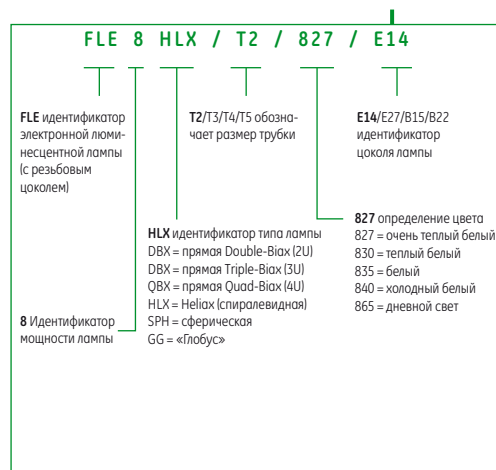 FLE 8 HLX / T2 / 827 / E14
FLE идентификатор
электронной люми-
несцентной лампы
(с резьбовым
цоколем)
T2/T3/T4/T5 обозна-
чает размер трубки
E14/E27/B15/B22
идентификатор
цоколя лампы
HLX идентификатор типа лампы
DBX = прямая Double-Biax (2U)
DBX = прямая Triple-Biax (3U)
QBX = прямая Quad-Biax (4U)
HLX = Heliax (спиралевидная)
SPH = сферическая
GG = «Глобус»
827 определение цвета
827 = очень теплый белый
830 = теплый белый
835 = белый
840 = холодный белый
865 = дневной свет
8 Идентификатор
мощности лампы